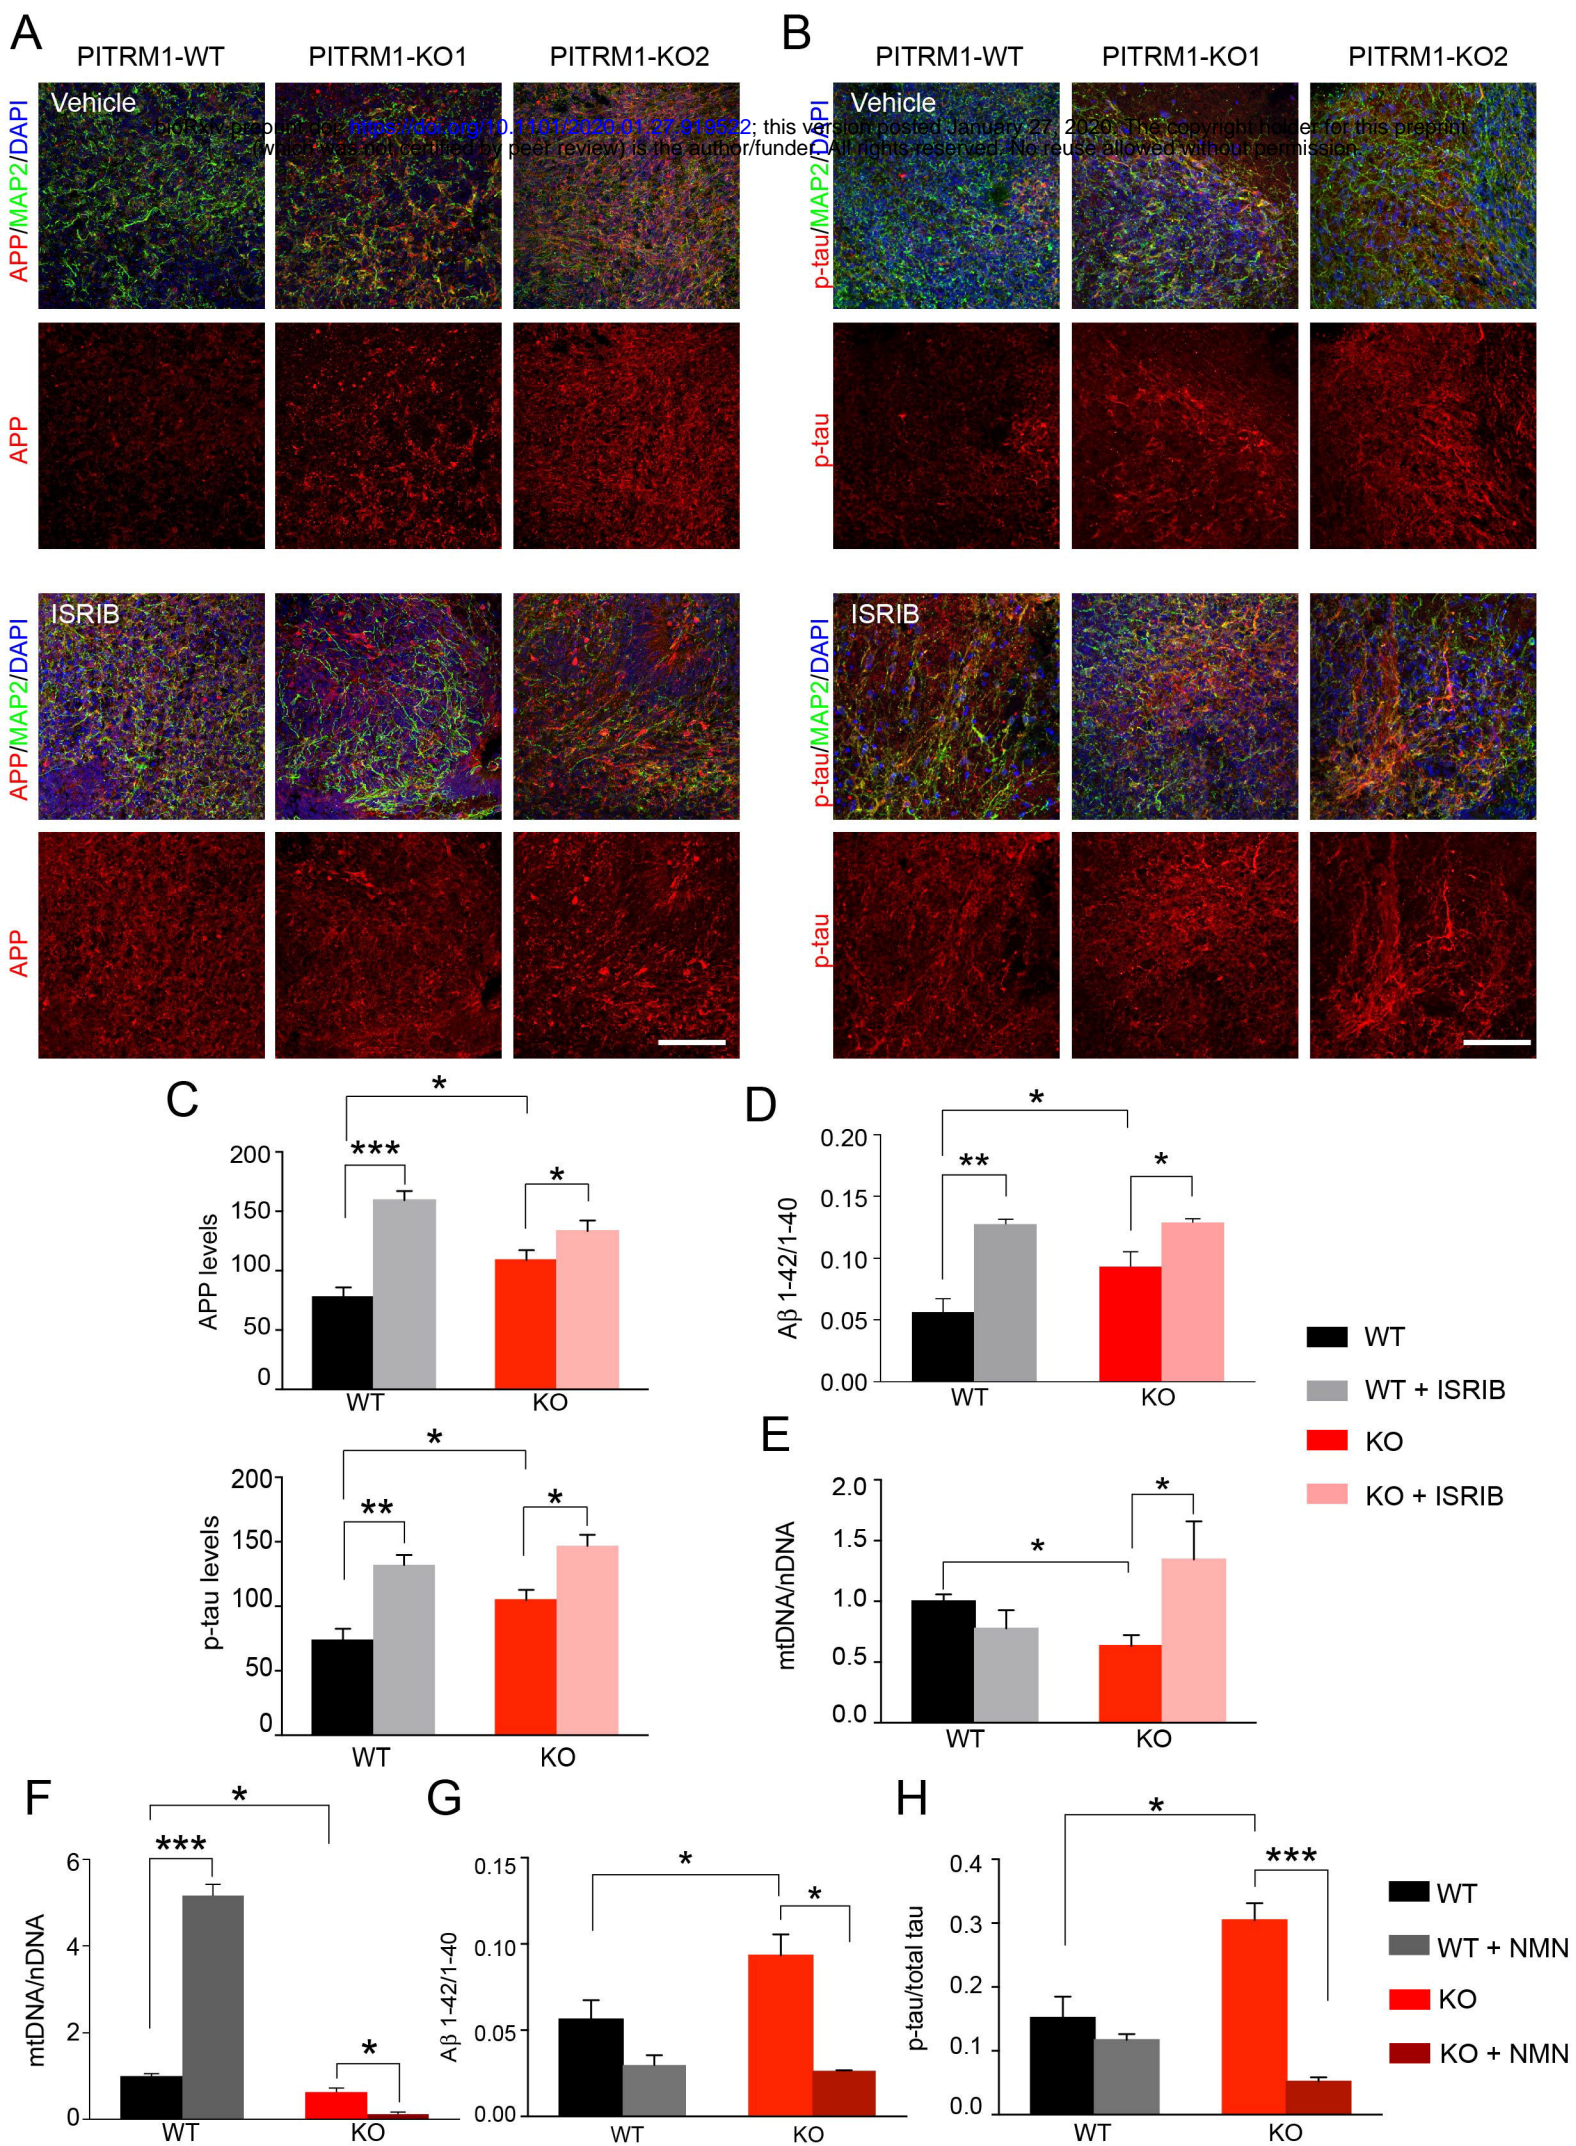 A
B
PITRM1-WT PITRM1-KO1 PITRM1-KO2
PITRM1-WT PITRM1-KO1 PITRM1-KO2
Vehicle
Vehicle
bioRxiv preprint doi: https://doi.org/10.1101/2020.01.27.919522; this version posted January 27, 2020. The copyright holder for this preprint
(which was not certified by peer review) is the author/funder. All rights reserved. No reuse allowed without permission.
APP/MAP2/DAPI
p-tau/MAP2/DAPI
APP
p-tau
ISRIB
ISRIB
APP/MAP2/DAPI
p-tau/MAP2/DAPI
APP
p-tau
C
*
***
*
200
150
100
50
0
APP levels
WT KO
*
**
*
200
150
100
50
0
p-tau levels
WT KO
D
*
**
*
0.20
0.15
0.10
0.05
0.00
Aβ 1-42/1-40
WT KO
WT
WT + ISRIB
KO
KO + ISRIB
E
*
*
2.0
1.5
1.0
0.5
0.0
mtDNA/nDNA
WT KO
F
*
***
*
6
4
2
0
mtDNA/nDNA
WT KO
G
*
*
0.15
0.10
0.05
0.00
Aβ 1-42/1-40
WT KO
H
*
***
0.4
0.3
0.2
0.1
0.0
p-tau/total tau
WT KO
WT
WT + NMN
KO
KO + NMN